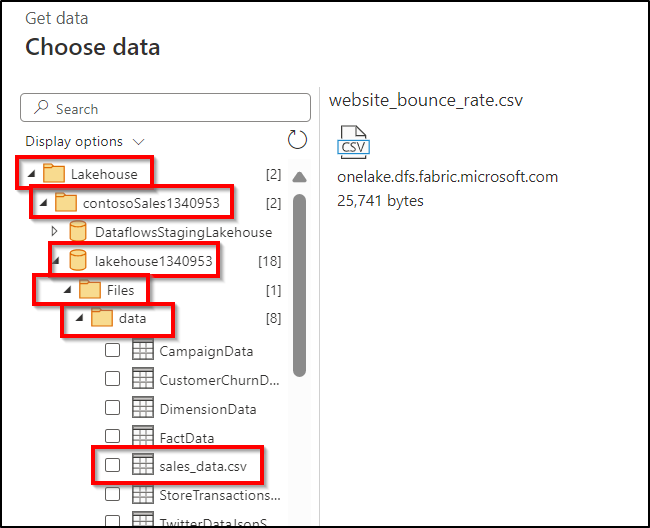 Get data
Choose data
Search
Display options
Lakehouse [2]
contosoSales1340953 [2]
DataflowsStagingLakehouse
lakehouse1340953 [18]
Files [1]
data [8]
CampaignData
CustomerChurnD...
DimensionData
FactData
sales_data.csv
StoreTransactions...
TwitterDataJsonS
website_bounce_rate.csv
CSV
onelake.dfs.fabric.microsoft.com
25,741 bytes